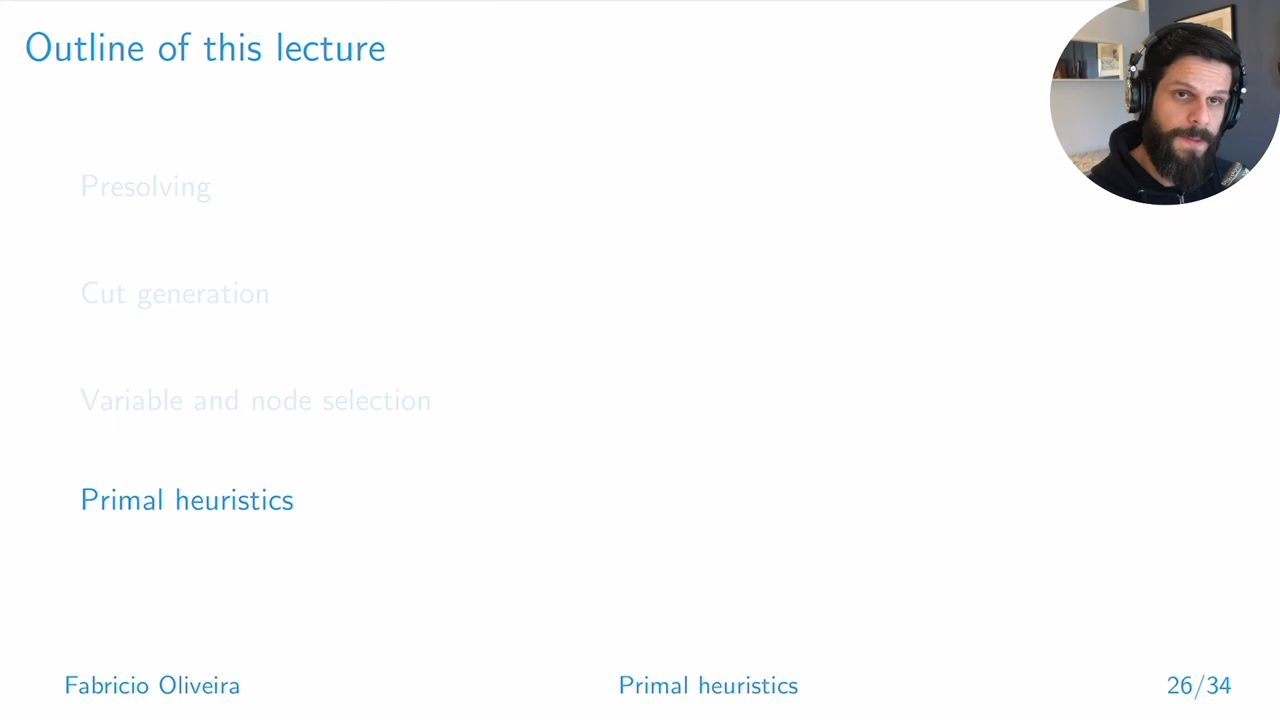 Outline of this lecture
Presolving
Cut generation
Variable and node selection
Primal heuristics
Fabricio Oliveira
Primal heuristics
26/34